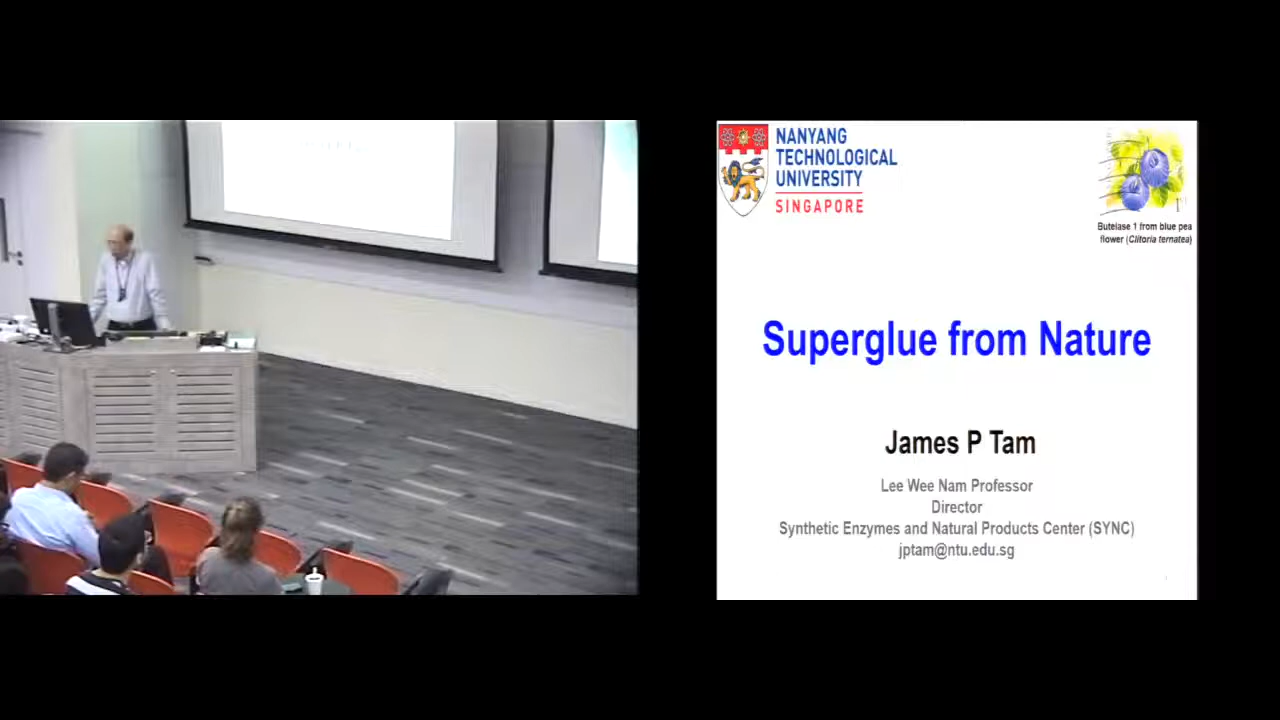 NANYANG
TECHNOLOGICAL
UNIVERSITY
SINGAPORE
Butelase 1 from blue pea
flower (Clitoria ternatea)
Superglue from Nature
James P Tam
Lee Wee Nam Professor
Director
Synthetic Enzymes and Natural Products Center (SYNC)
jptam@ntu.edu.sg